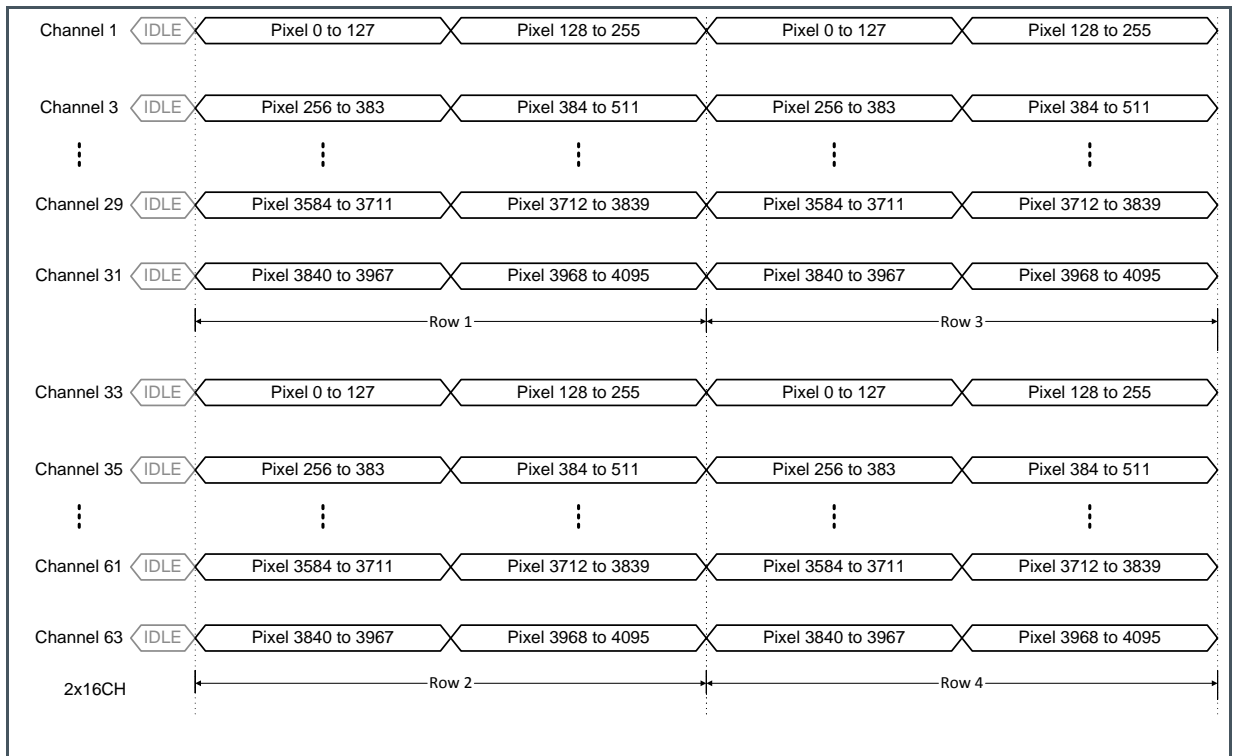 Channel 1 IDLE Pixel 0 to 127 Pixel 128 to 255 Pixel 0 to 127 Pixel 128 to 255
Channel 3 IDLE Pixel 256 to 383 Pixel 384 to 511 Pixel 256 to 383 Pixel 384 to 511
Channel 29 IDLE Pixel 3584 to 3711 Pixel 3712 to 3839 Pixel 3584 to 3711 Pixel 3712 to 3839
Channel 31 IDLE Pixel 3840 to 3967 Pixel 3968 to 4095 Pixel 3840 to 3967 Pixel 3968 to 4095
Row 1 Row 3
Channel 33 IDLE Pixel 0 to 127 Pixel 128 to 255 Pixel 0 to 127 Pixel 128 to 255
Channel 35 IDLE Pixel 256 to 383 Pixel 384 to 511 Pixel 256 to 383 Pixel 384 to 511
Channel 61 IDLE Pixel 3584 to 3711 Pixel 3712 to 3839 Pixel 3584 to 3711 Pixel 3712 to 3839
Channel 63 IDLE Pixel 3840 to 3967 Pixel 3968 to 4095 Pixel 3840 to 3967 Pixel 3968 to 4095
2x16CH Row 2 Row 4